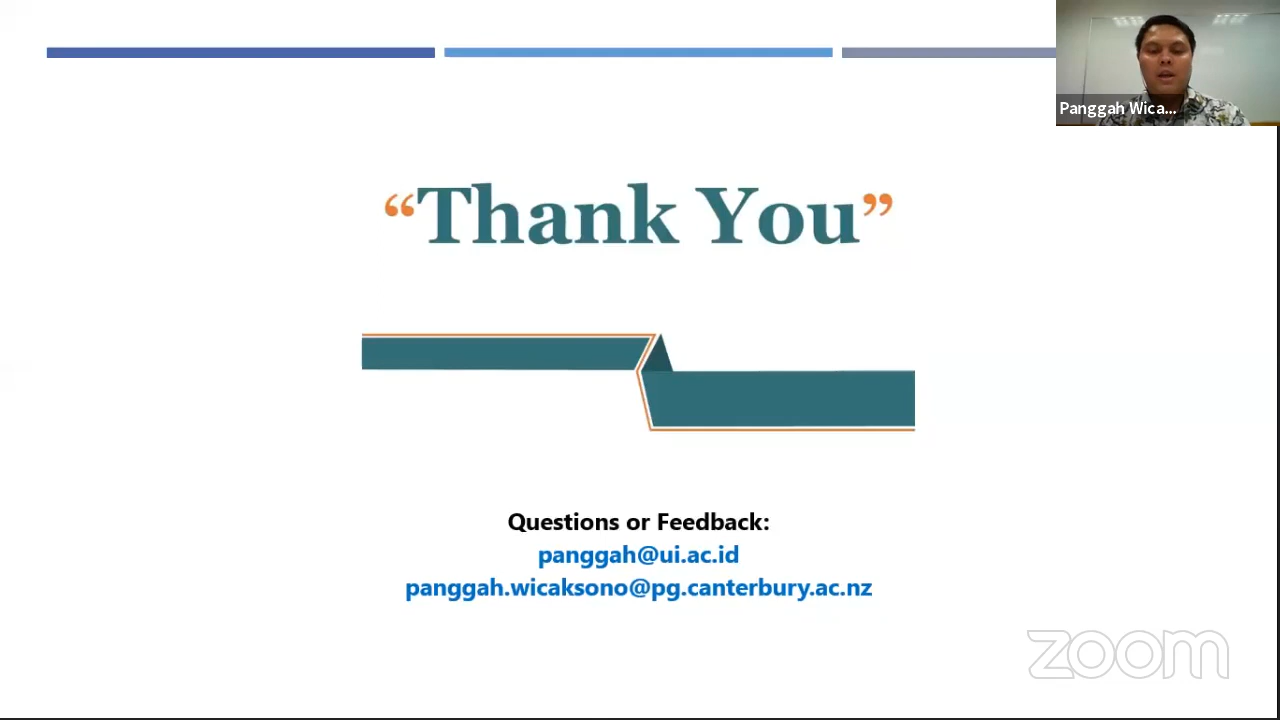 Panggah Wica...
“Thank You”
Questions or Feedback:
panggah@ui.ac.id
panggah.wicaksono@pg.canterbury.ac.nz
zoom